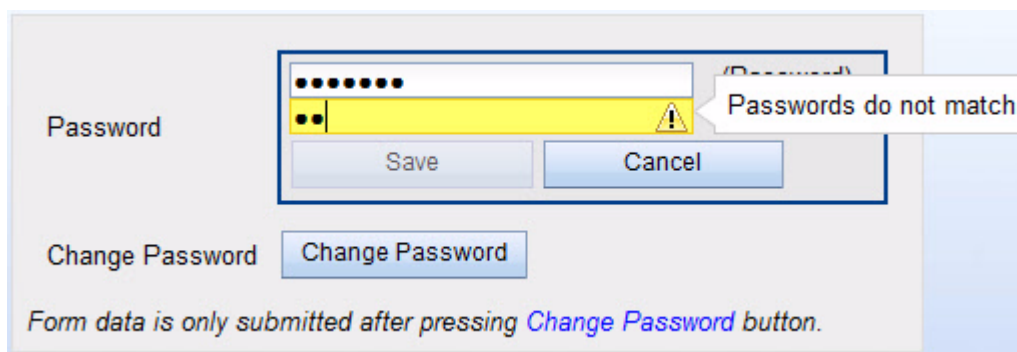 (Password)
Passwords do not match
Password
Save Cancel
Change Password Change Password
Form data is only submitted after pressing Change Password button.